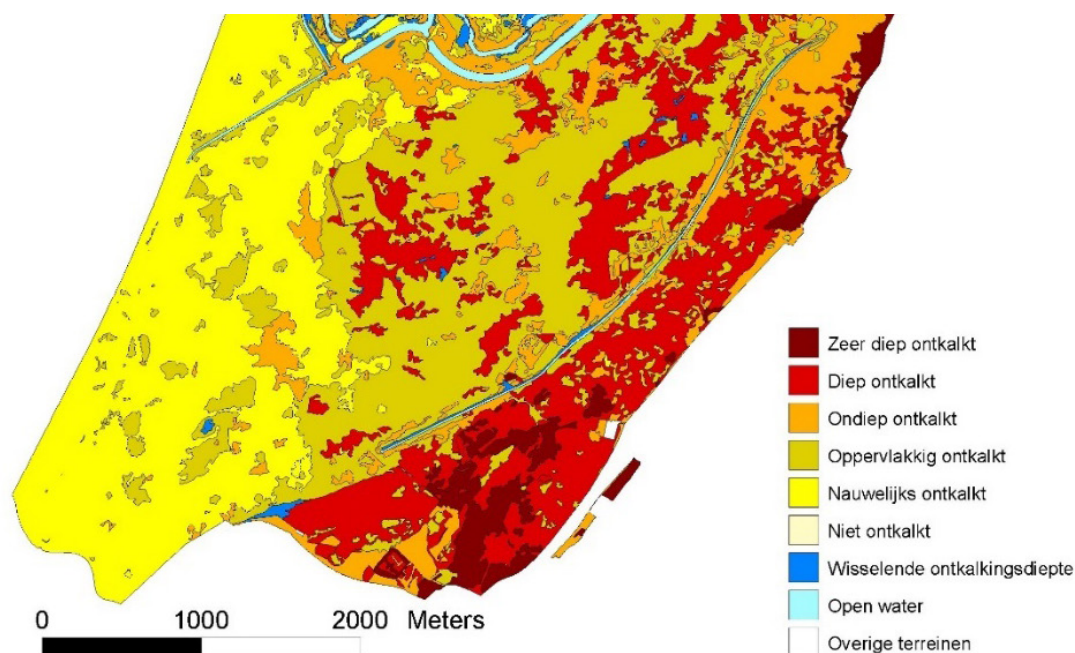 Zeer diep ontkalkt
Diep ontkalkt
Ondiep ontkalkt
Oppervlakkig ontkalkt
Nauwelijks ontkalkt
Niet ontkalkt
Wisselende ontkalkingsdiepte
Open water
Overige terreinen
0 1000 2000 Meters